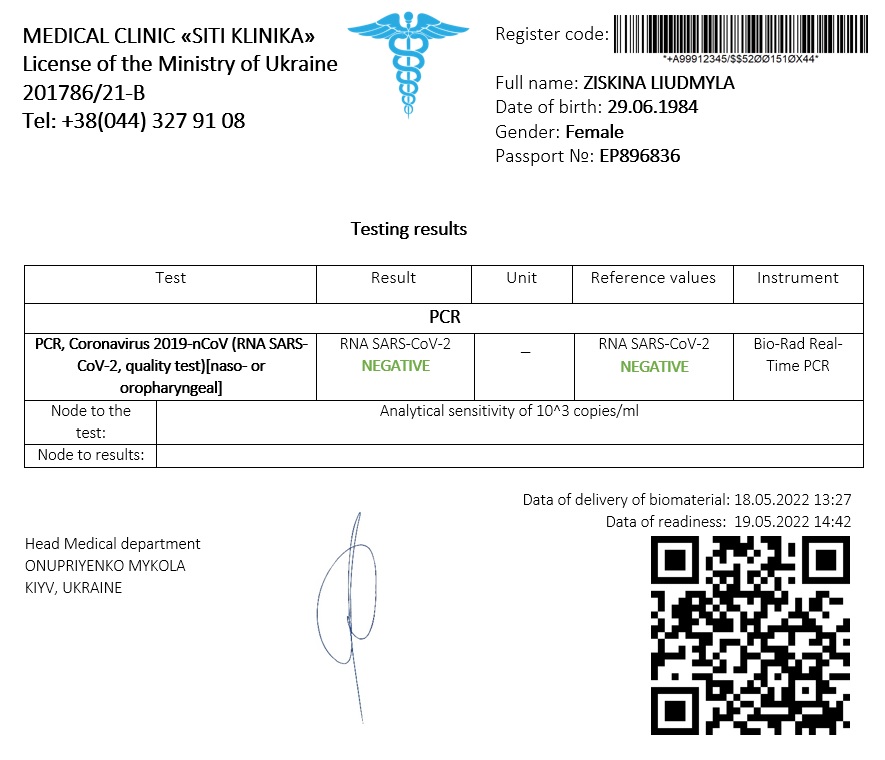 MEDICAL CLINIC «SITI KLINIKA»
License of the Ministry of Ukraine
201786/21-B
Tel: +38(044) 327 91 08
Register code:
*+A99912345/$$52ØØ151ØX44*
Full name: ZISKINA LIUDMYLA
Date of birth: 29.06.1984
Gender: Female
Passport №: EP896836
Testing results
Test Result Unit Reference values Instrument
PCR
PCR, Coronavirus 2019-nCoV (RNA SARS-
CoV-2, quality test)[naso- or
oropharyngeal]
RNA SARS-CoV-2
NEGATIVE
_
RNA SARS-CoV-2
NEGATIVE
Bio-Rad Real-
Time PCR
Node to the
test:
Analytical sensitivity of 10^3 copies/ml
Node to results:
Data of delivery of biomaterial: 18.05.2022 13:27
Data of readiness: 19.05.2022 14:42
Head Medical department
ONUPRIYENKO MYKOLA
KIYV, UKRAINE